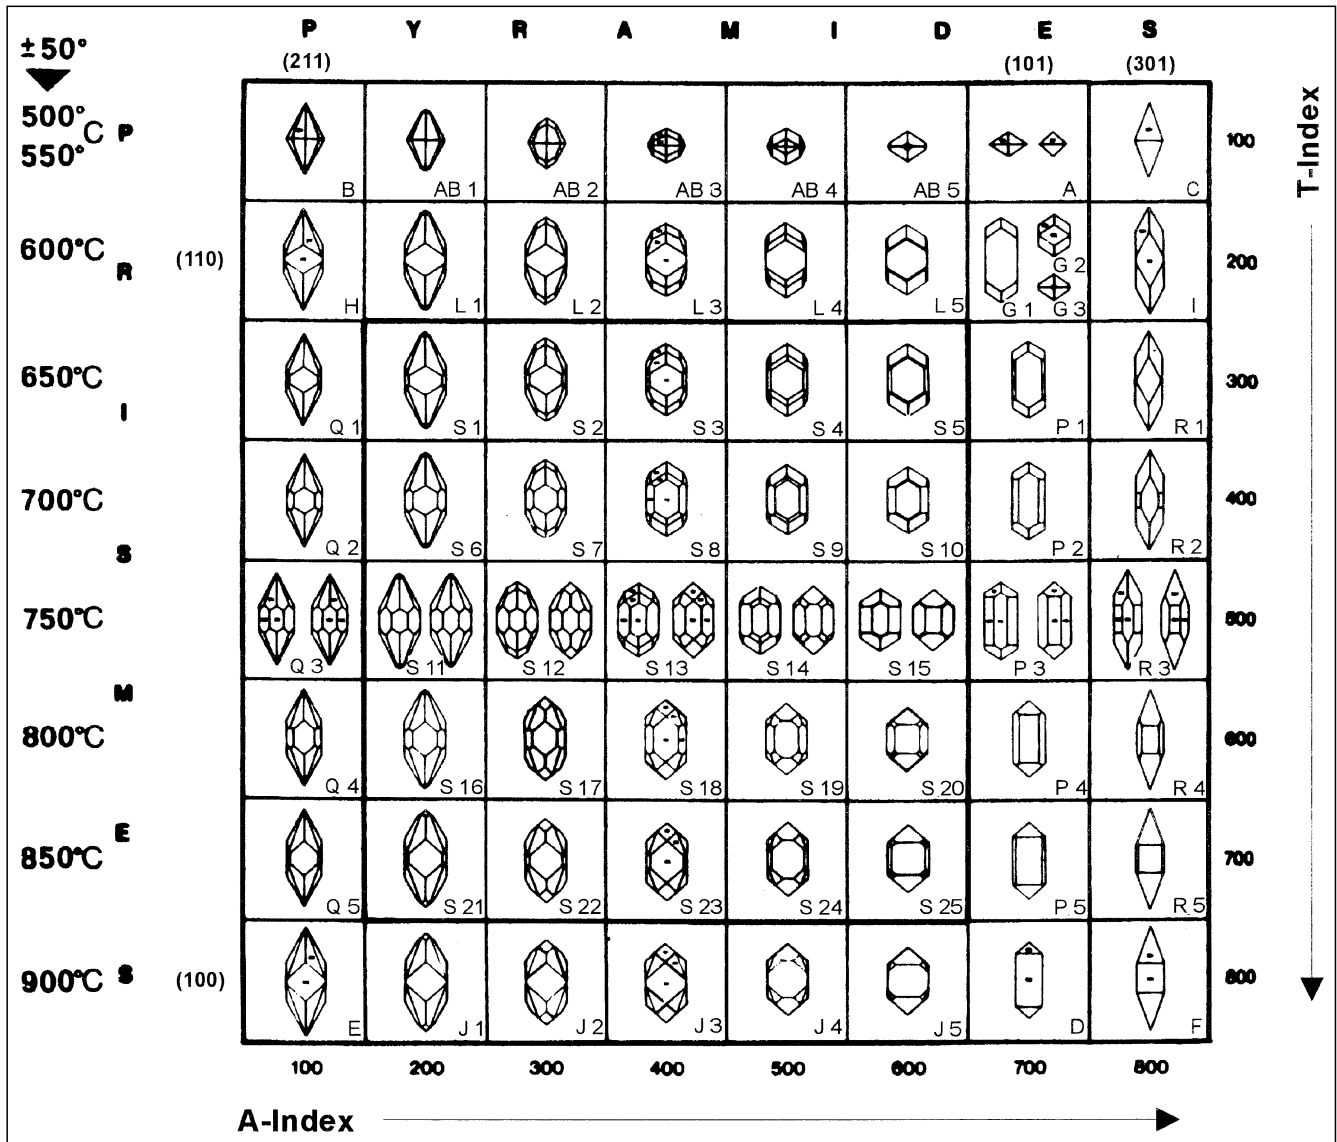 P Y R A M I D E S
±50°
(211) (101) (301)
500°
C P
550°
100
T-Index
B AB 1 AB 2 AB 3 AB 4 AB 5 A C
600°C R (110) 200
G 2
H L 1 L 2 L 3 L 4 L 5 G 1 G 3 I
650°C 300
I
Q 1 S 1 S 2 S 3 S 4 S 5 P 1 R 1
700°C 400
S
Q 2 S 6 S 7 S 8 S 9 S 10 P 2 R 2
750°C 500
Q 3 S 11 S 12 S 13 S 14 S 15 P 3 R 3
M
800°C 600
Q 4 S 16 S 17 S 18 S 19 S 20 P 4 R 4
E
850°C 700
Q 5 S 21 S 22 S 23 S 24 S 25 P 5 R 5
900°C S (100) 800
E J 1 J 2 J 3 J 4 J 5 D F
100 200 300 400 500 600 700 800
A-Index